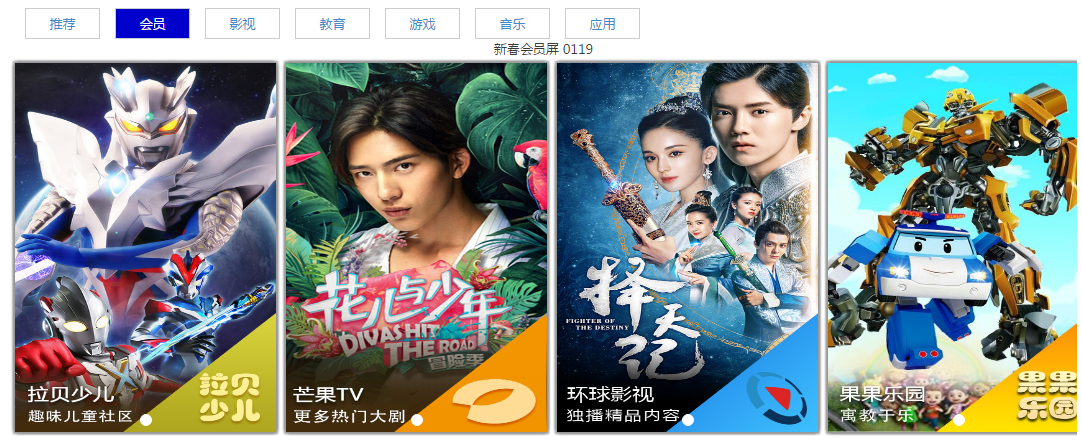 推荐
会员
影视
教育
游戏
音乐
应用
新春会员屏 0119
拉贝少儿
趣味儿童社区
拉贝
少儿
花儿与少年
DIVAS HIT
THE ROAD
冒险季
芒果TV
更多热门大剧
择天记
FIGHTER OF
THE DESTINY
环球影视
独播精品内容
果果乐园
寓教于乐
果果
乐园